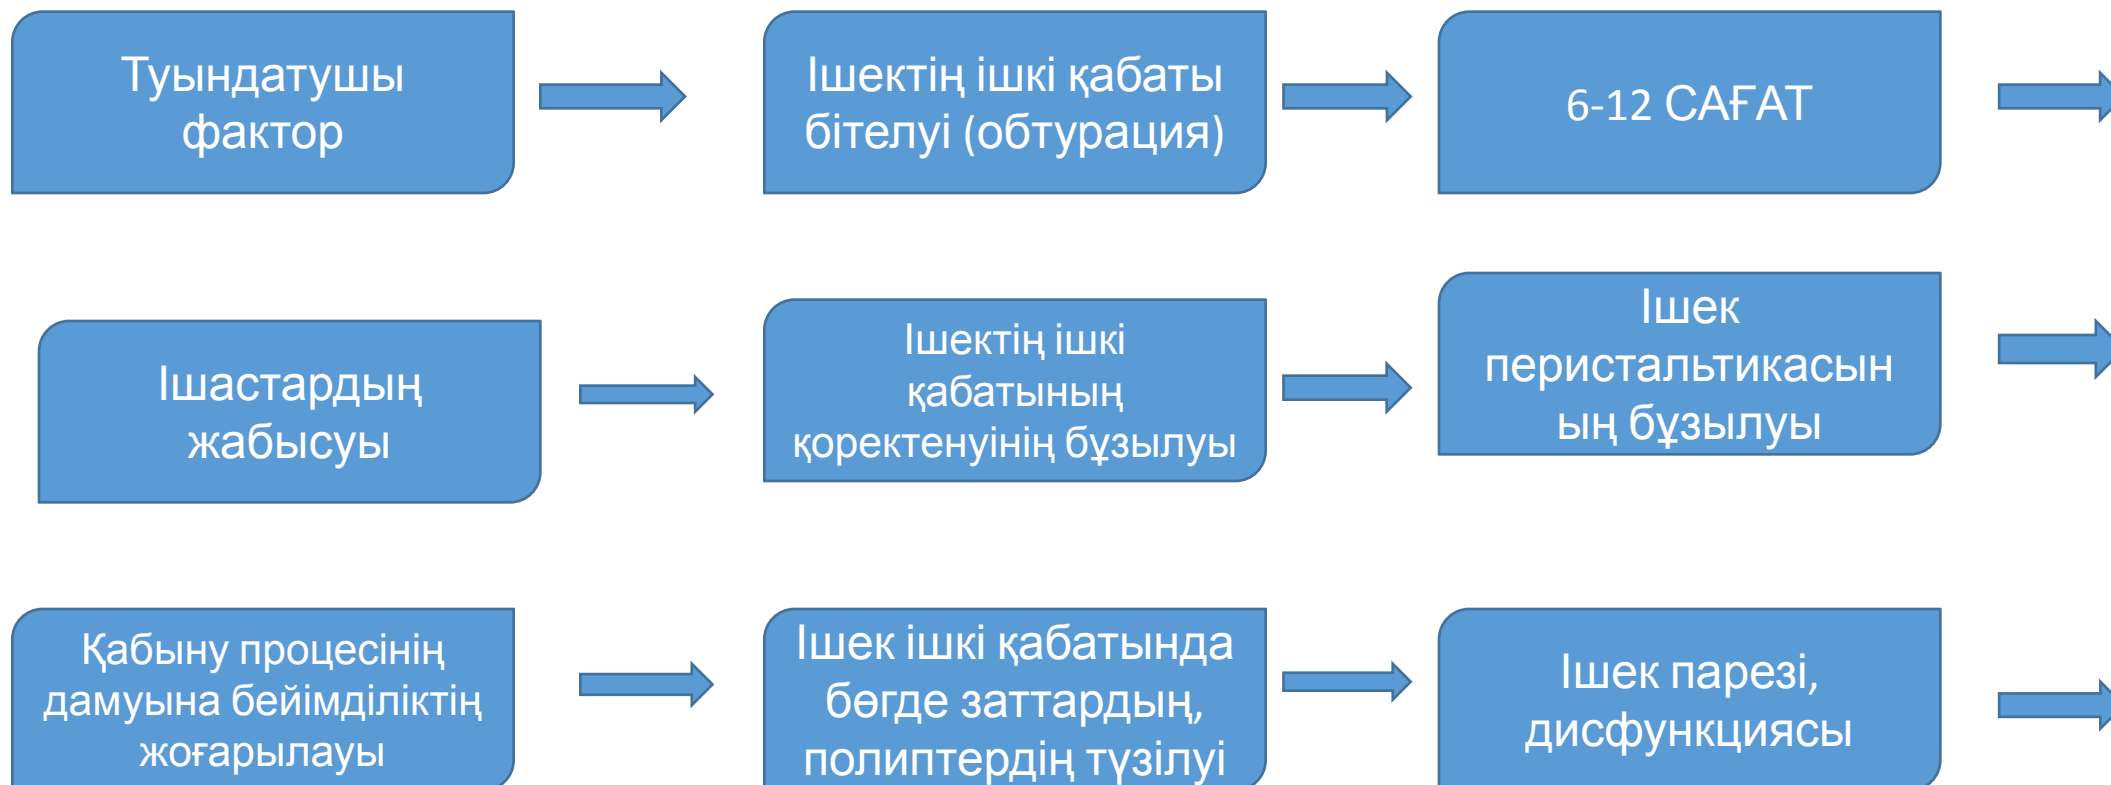 Туындатушы
фактор
Ішектің ішкі қабаты
бітелуі (обтурация)
6-12 САҒАТ
Ішастардың
жабысуы
Ішектің ішкі
қабатының
қоректенуінің бұзылуы
Ішек
перистальтикасын
ың бұзылуы
Қабыну процесінің
дамуына бейімділіктің
жоғарылауы
Ішек ішкі қабатында
бөгде заттардың,
полиптердің түзілуі
Ішек парезі,
дисфункциясы